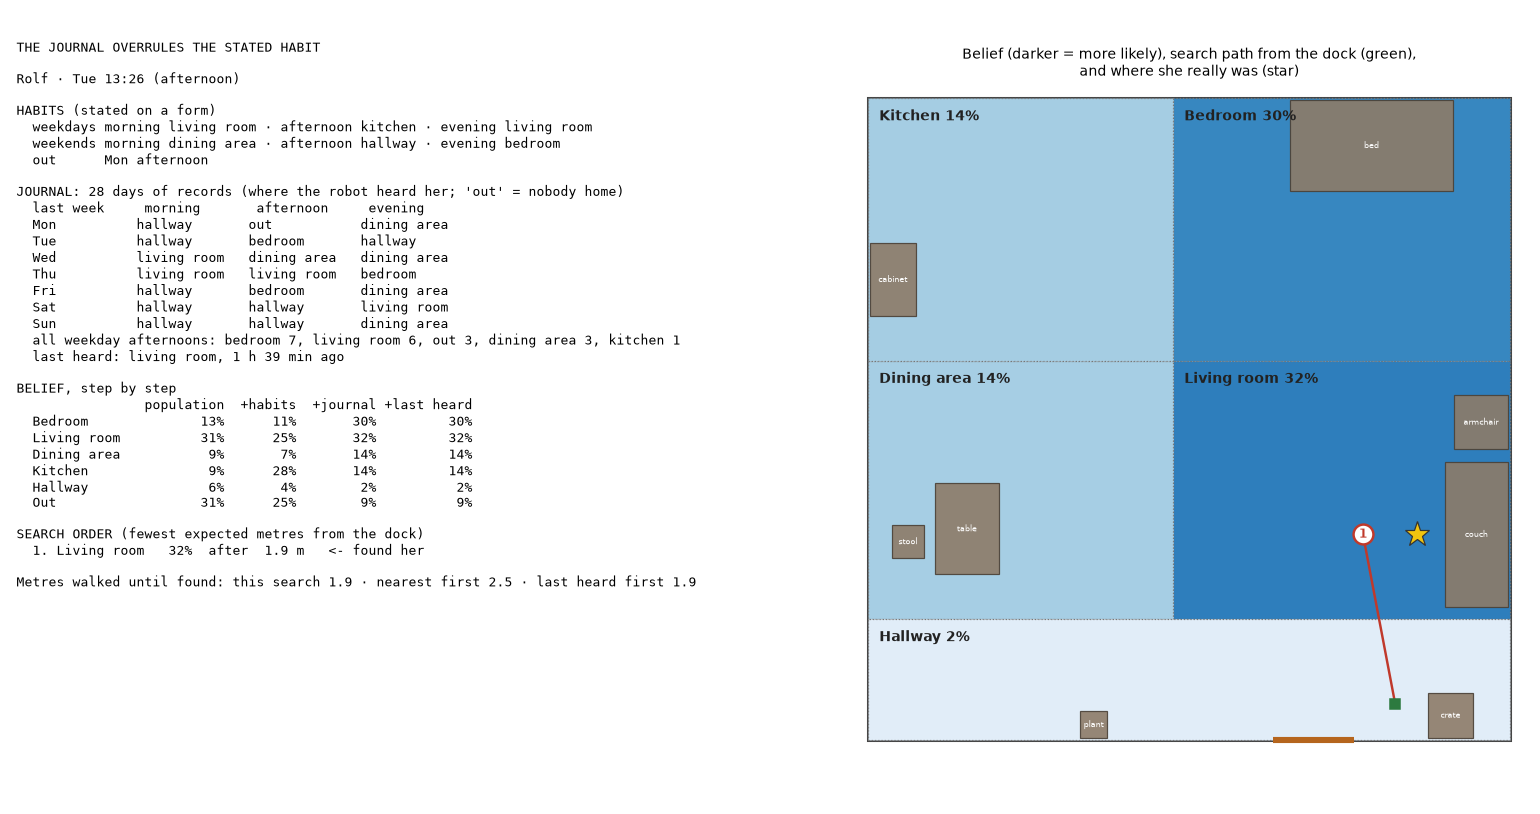 THE JOURNAL OVERRULES THE STATED HABIT
Rolf · Tue 13:26 (afternoon)
HABITS (stated on a form)
weekdays morning living room · afternoon kitchen · evening living room
weekends morning dining area · afternoon hallway · evening bedroom
out      Mon afternoon
JOURNAL: 28 days of records (where the robot heard her; 'out' = nobody home)
last week     morning       afternoon     evening
Mon          hallway       out           dining area
Tue          hallway       bedroom       hallway
Wed          living room   dining area   dining area
Thu          living room   living room   bedroom
Fri          hallway       bedroom       dining area
Sat          hallway       hallway       living room
Sun          hallway       hallway       dining area
all weekday afternoons: bedroom 7, living room 6, out 3, dining area 3, kitchen 1
last heard: living room, 1 h 39 min ago
BELIEF, step by step
population  +habits  +journal +last heard
Bedroom              13%      11%       30%         30%
Living room          31%      25%       32%         32%
Dining area           9%       7%       14%         14%
Kitchen               9%      28%       14%         14%
Hallway               6%       4%        2%          2%
Out                  31%      25%        9%          9%
SEARCH ORDER (fewest expected metres from the dock)
1. Living room   32%  after  1.9 m   <- found her
Metres walked until found: this search 1.9 · nearest first 2.5 · last heard first 1.9
Belief (darker = more likely), search path from the dock (green),
and where she really was (star)
Kitchen 14%
Bedroom 30%
bed
cabinet
Dining area 14%
Living room 32%
armchair
table
stool
1
couch
Hallway 2%
plant
crate